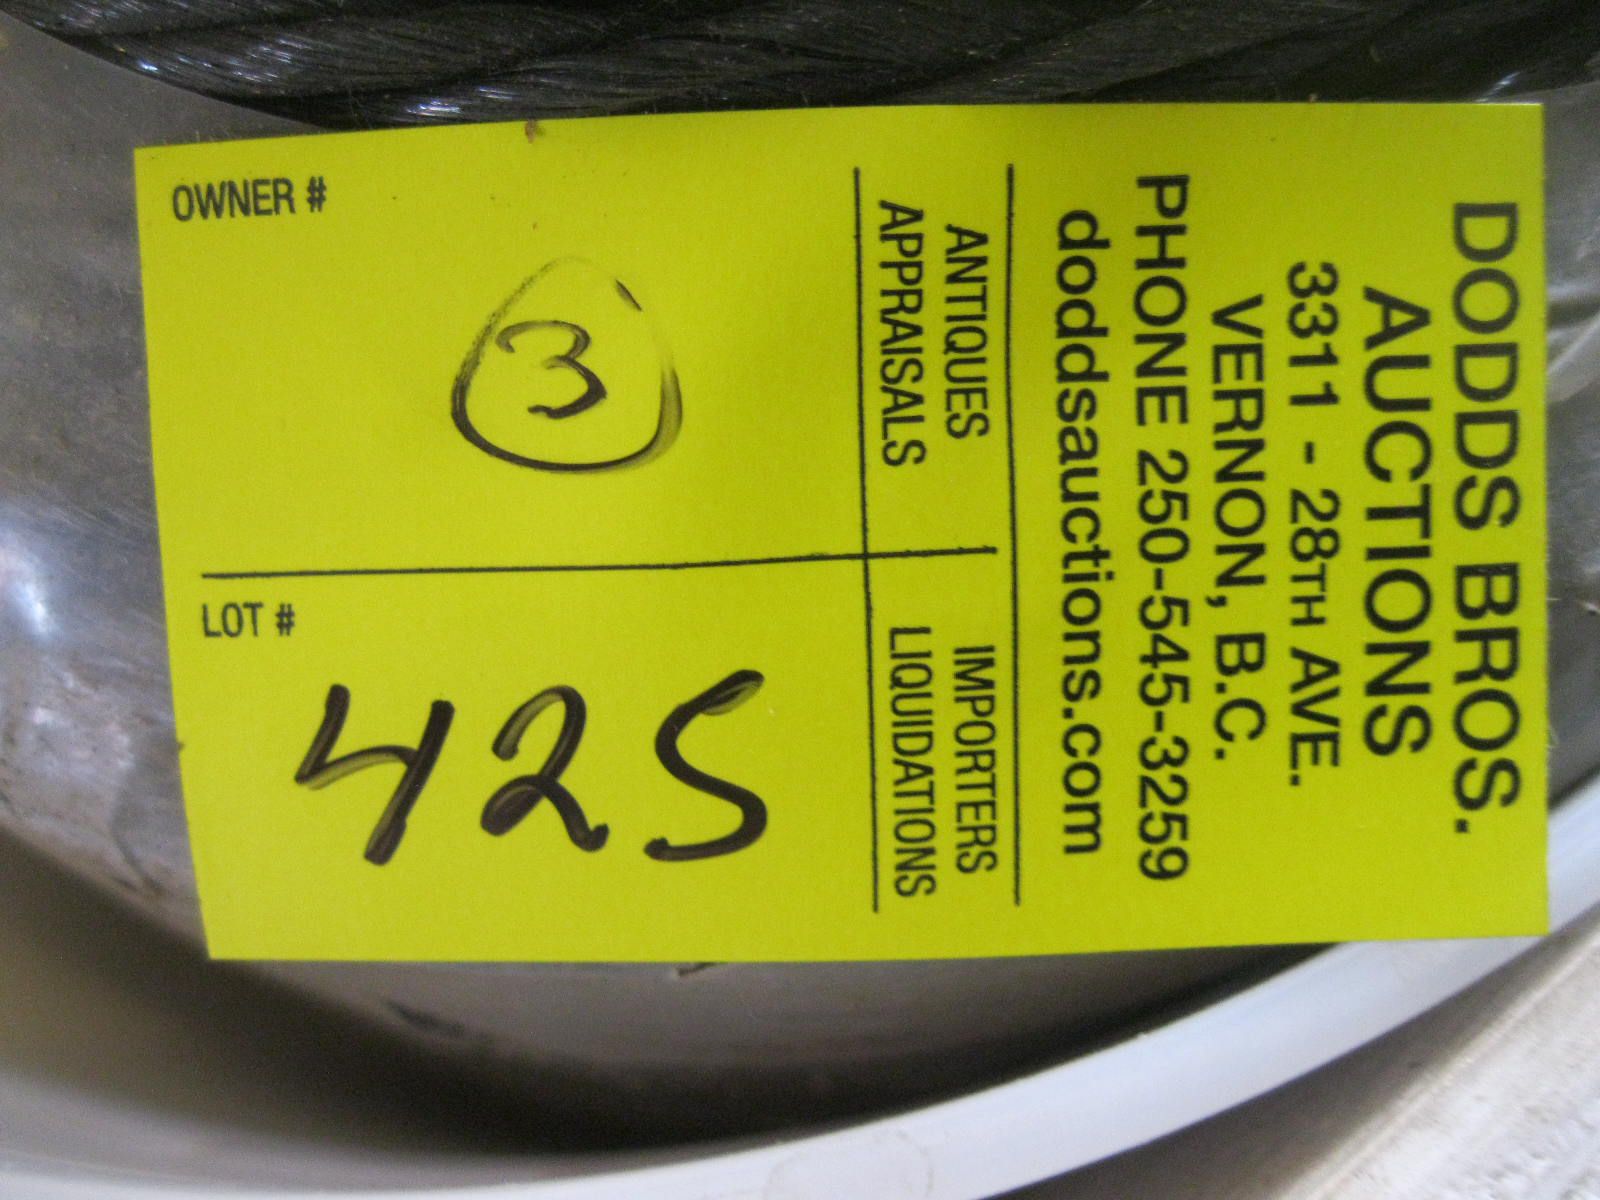 DODDS BROS.
AUCTIONS
3311 - 28TH AVE.
VERNON, B.C.
PHONE 250-545-3259
doddsauctions.com
ANTIQUES
APPRAISALS
IMPORTERS
LIQUIDATIONS
OWNER #
3
LOT #
425